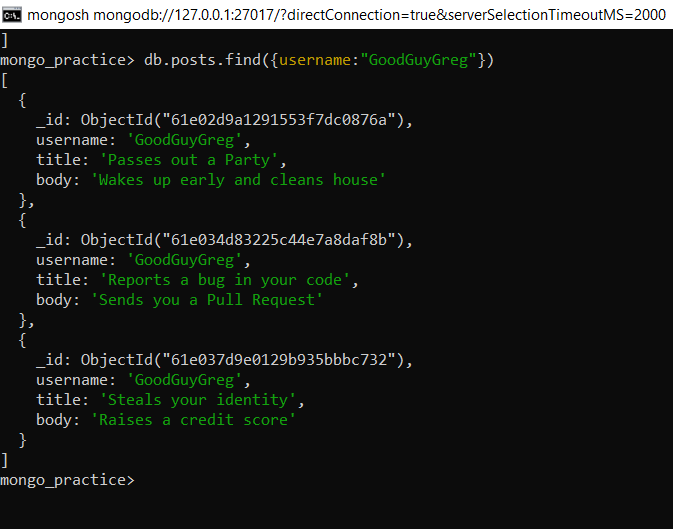 mongosh mongodb://127.0.0.1:27017/?directConnection=true&serverSelectionTimeoutMS=2000
]
mongo_practice> db.posts.find({username:"GoodGuyGreg"})
[
  {
    _id: ObjectId("61e02d9a1291553f7dc0876a"),
    username: 'GoodGuyGreg',
    title: 'Passes out a Party',
    body: 'Wakes up early and cleans house'
  },
  {
    _id: ObjectId("61e034d83225c44e7a8daf8b"),
    username: 'GoodGuyGreg',
    title: 'Reports a bug in your code',
    body: 'Sends you a Pull Request'
  },
  {
    _id: ObjectId("61e037d9e0129b935bbbc732"),
    username: 'GoodGuyGreg',
    title: 'Steals your identity',
    body: 'Raises a credit score'
  }
]
mongo_practice>